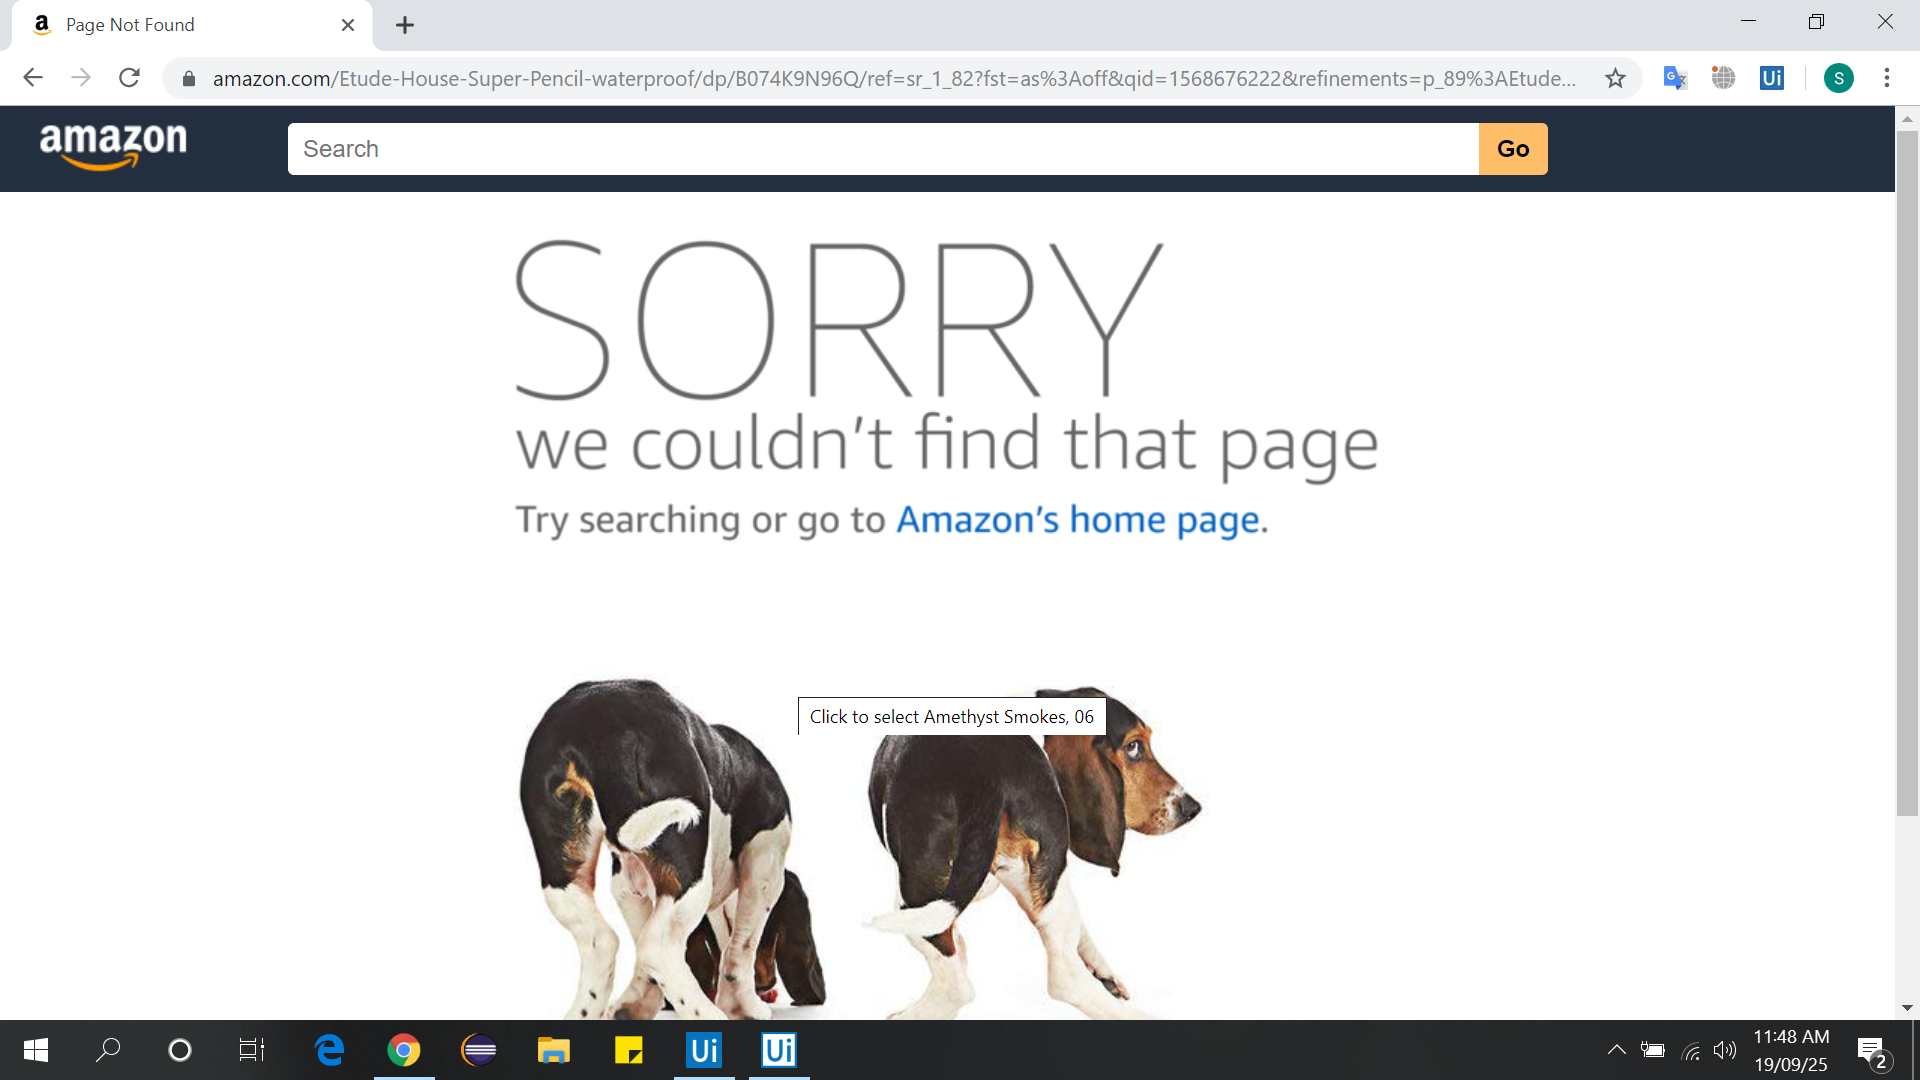 Page Not Found
amazon.com/Etude-House-Super-Pencil-waterproof/dp/B074K9N96Q/ref=sr_1_82?fst=as%3Aoff&qid=1568676222&refinements=p_89%3AEtude...
Ui
S
amazon
Search
Go
SORRY
we couldn't find that page
Try searching or go to Amazon's home page.
Click to select Amethyst Smokes, 06
Ui
Ui
11:48 AM
19/09/25
2